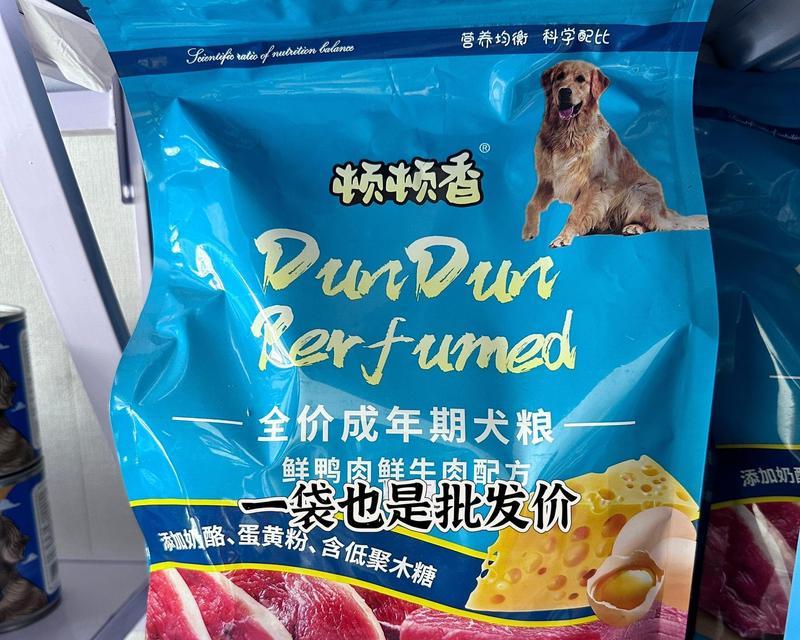 Scientific ratio of nutrition balance
营养均衡 科学配比
顿顿香®
DunDun
Perfumed
全价成年期犬粮
鲜鸭肉鲜牛肉配方
一袋也是批发价
添加奶酪、蛋黄粉、含低聚木糖
添加奶酪